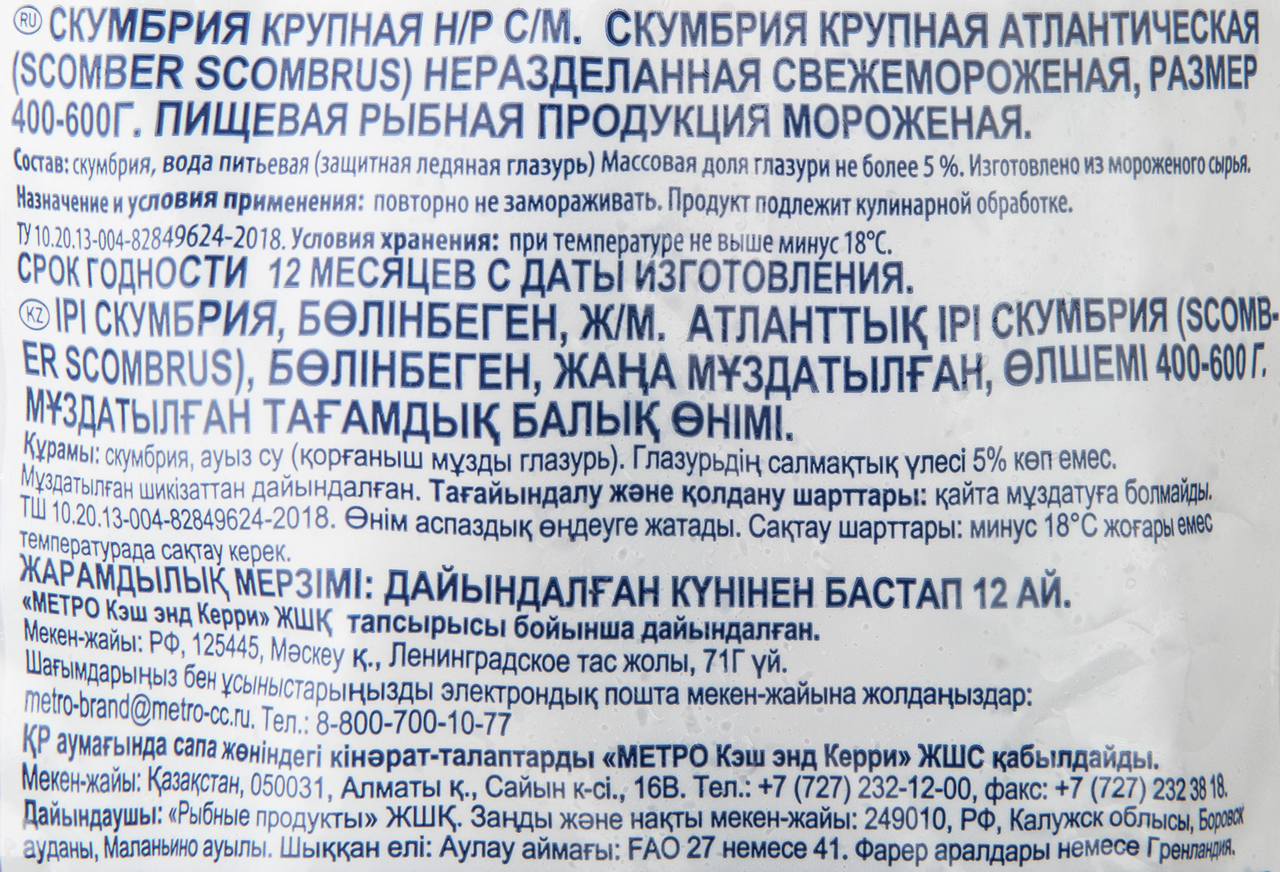 RU СКУМБРИЯ КРУПНАЯ Н/Р С/М. СКУМБРИЯ КРУПНАЯ АТЛАНТИЧЕСКАЯ
(SCOMBER SCOMBRUS) НЕРАЗДЕЛАННАЯ СВЕЖЕМОРОЖЕНАЯ, РАЗМЕР
400-600Г. ПИЩЕВАЯ РЫБНАЯ ПРОДУКЦИЯ МОРОЖЕНАЯ.
Состав: скумбрия, вода питьевая (защитная ледяная глазурь) Массовая доля глазури не более 5 %. Изготовлено из мороженого сырья.
Назначение и условия применения: повторно не замораживать. Продукт подлежит кулинарной обработке.
ТУ 10.20.13-004-82849624-2018. Условия хранения: при температуре не выше минус 18°С.
СРОК ГОДНОСТИ 12 МЕСЯЦЕВ С ДАТЫ ИЗГОТОВЛЕНИЯ.
KZ ІРІ СКУМБРИЯ, БӨЛІНБЕГЕН, Ж/М. АТЛАНТТЫҚ ІРІ СКУМБРИЯ (SCOMB-
ER SCOMBRUS), БӨЛІНБЕГЕН, ЖАҢА МҰЗДАТЫЛҒАН, ӨЛШЕМІ 400-600 Г.
МҰЗДАТЫЛҒАН ТАҒАМДЫҚ БАЛЫҚ ӨНІМІ.
Құрамы: скумбрия, ауыз су (қорғаныш мұзды глазурь). Глазурьдің салмақтық үлесі 5% көп емес.
Мұздатылған шикізаттан дайындалған. Тағайындалу және қолдану шарттары: қайта мұздатуға болмайды.
ТШ 10.20.13-004-82849624-2018. Өнім аспаздық өңдеуге жатады. Сақтау шарттары: минус 18°С жоғары емес
температурада сақтау керек.
ЖАРАМДЫЛЫҚ МЕРЗІМІ: ДАЙЫНДАЛҒАН КҮНІНЕН БАСТАП 12 АЙ.
«МЕТРО Кэш энд Керри» ЖШҚ тапсырысы бойынша дайындалған.
Мекен-жайы: РФ, 125445, Мәскеу қ., Ленинградское тас жолы, 71Г үй.
Шағымдарыңыз бен ұсыныстарыңызды электрондық пошта мекен-жайына жолдаңыздар:
metro-brand@metro-cc.ru. Тел.: 8-800-700-10-77
ҚР аумағында сапа жөніндегі кінәрат-талаптарды «МЕТРО Кэш энд Керри» ЖШС қабылдайды.
Мекен-жайы: Қазақстан, 050031, Алматы қ., Сайын к-сі., 16В. Тел.: +7 (727) 232-12-00, факс: +7 (727) 232 38 18.
Дайындаушы: «Рыбные продукты» ЖШҚ. Заңды және нақты мекен-жайы: 249010, РФ, Калужск облысы, Боровск
ауданы, Маланьино ауылы. Шыққан елі: Аулау аймағы: FAO 27 немесе 41. Фарер аралдары немесе Гренландия.